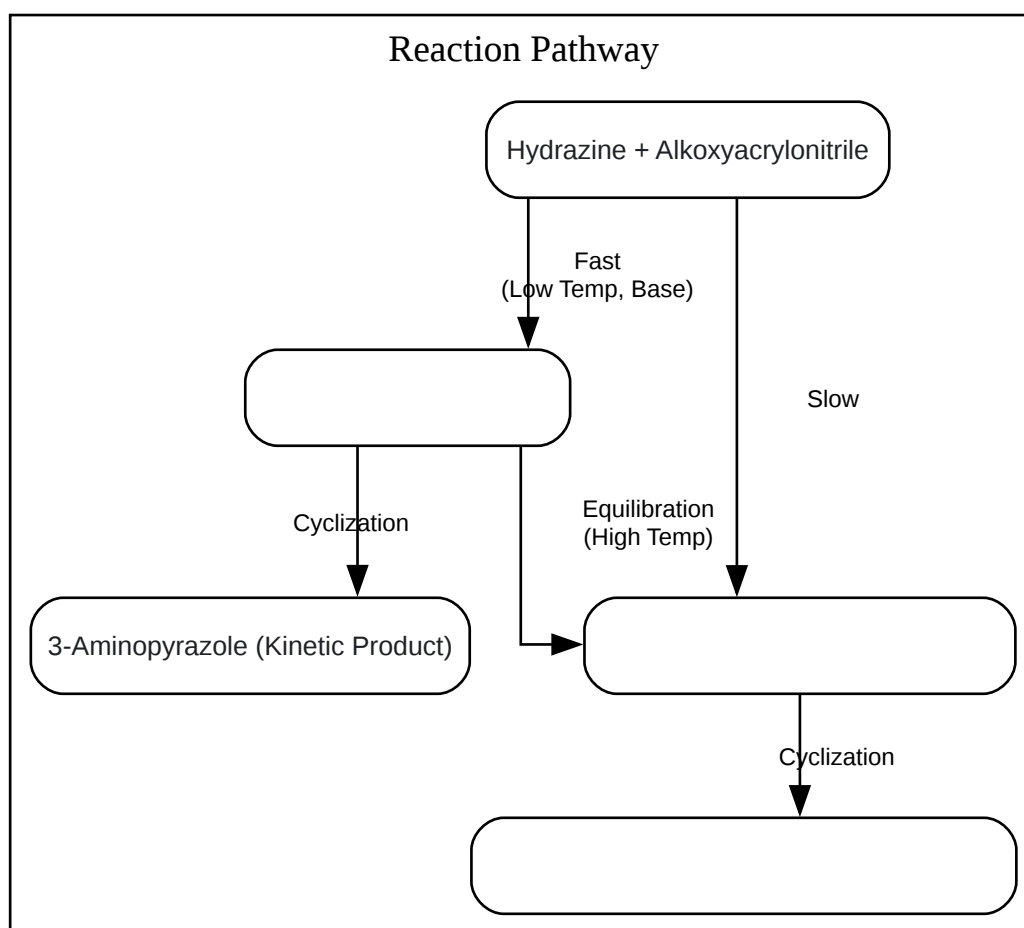 Reaction Pathway
Hydrazine + Alkoxyacrylonitrile
Fast
(Low Temp, Base)
Slow
Cyclization
Equilibration
(High Temp)
3-Aminopyrazole (Kinetic Product)
Cyclization